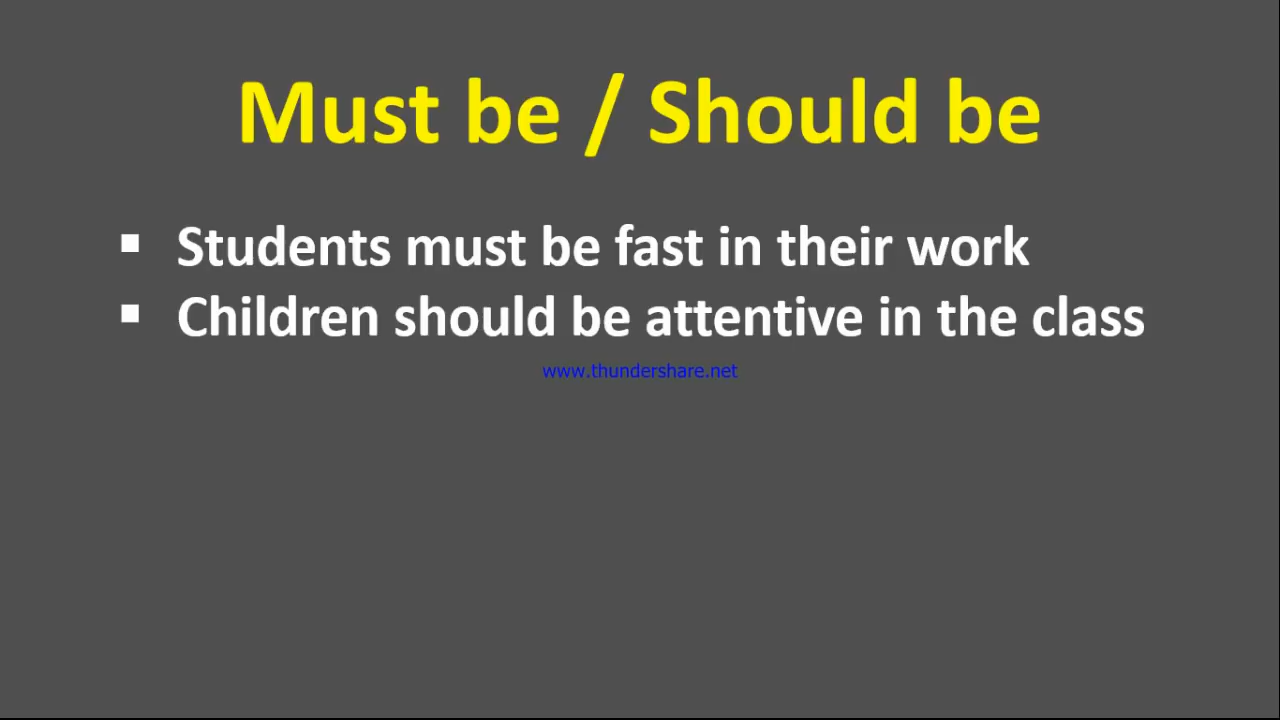 Must be / Should be
▪ Students must be fast in their work
▪ Children should be attentive in the class
www.thundershare.net